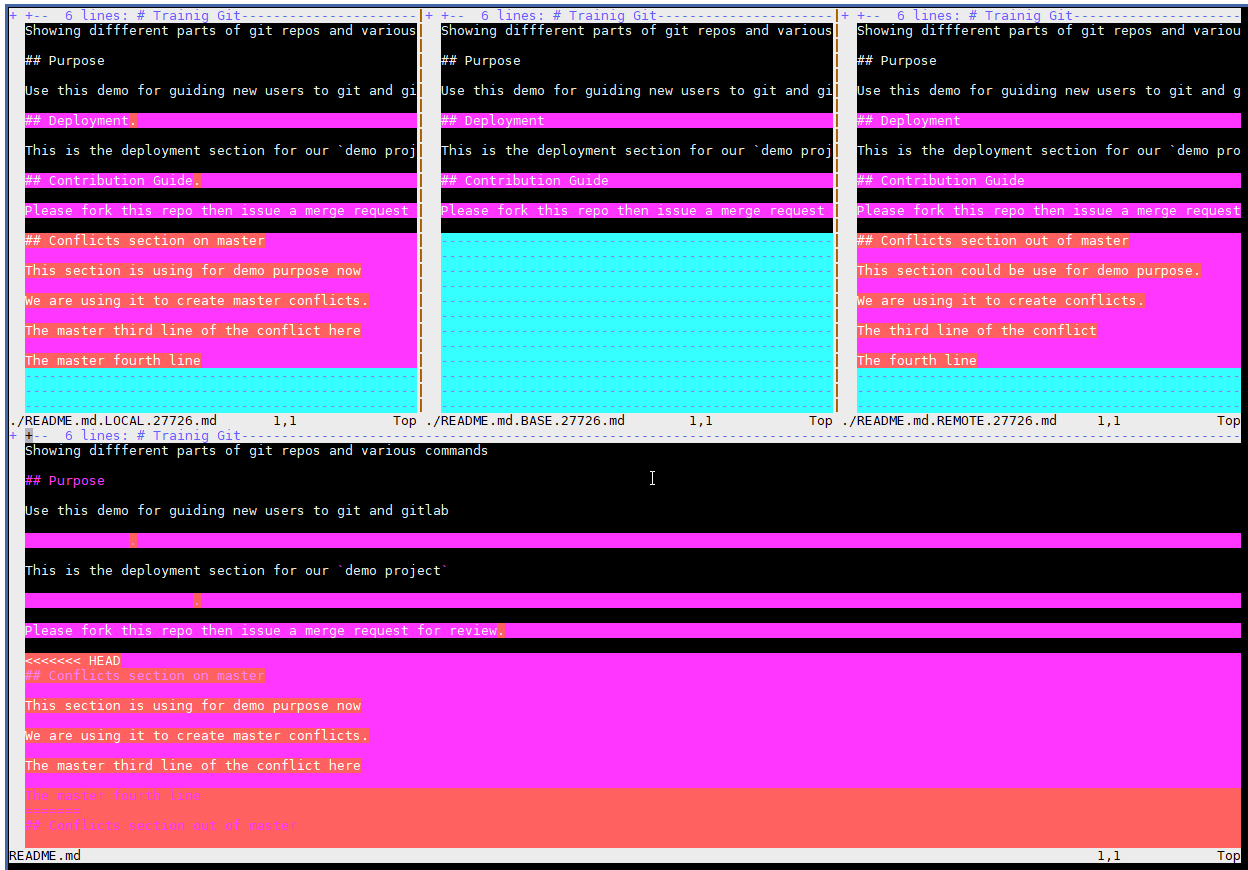 + +-- 6 lines: # Trainig Git----------------------
Showing diffferent parts of git repos and various
## Purpose
Use this demo for guiding new users to git and gi
## Deployment.
This is the deployment section for our `demo proj
## Contribution Guide.
Please fork this repo then issue a merge request
## Conflicts section on master
This section is using for demo purpose now
We are using it to create master conflicts.
The master third line of the conflict here
The master fourth line
./README.md.LOCAL.27726.md 1,1 Top
+ +-- 6 lines: # Trainig Git----------------------
Showing diffferent parts of git repos and various
## Purpose
Use this demo for guiding new users to git and gi
## Deployment
This is the deployment section for our `demo proj
## Contribution Guide
Please fork this repo then issue a merge request
./README.md.BASE.27726.md 1,1 Top
+ +-- 6 lines: # Trainig Git---------------------
Showing diffferent parts of git repos and variou
## Purpose
Use this demo for guiding new users to git and g
## Deployment
This is the deployment section for our `demo pro
## Contribution Guide
Please fork this repo then issue a merge request
## Conflicts section out of master
This section could be use for demo purpose.
We are using it to create conflicts.
The third line of the conflict
The fourth line
./README.md.REMOTE.27726.md 1,1 Top
+ +-- 6 lines: # Trainig Git----------------------
Showing diffferent parts of git repos and various commands
## Purpose
Use this demo for guiding new users to git and gitlab
.
This is the deployment section for our `demo project`
.
Please fork this repo then issue a merge request for review.
<<<<<<< HEAD
## Conflicts section on master
This section is using for demo purpose now
We are using it to create master conflicts.
The master third line of the conflict here
The master fourth line
=======
## Conflicts section out of master
README.md 1,1 Top